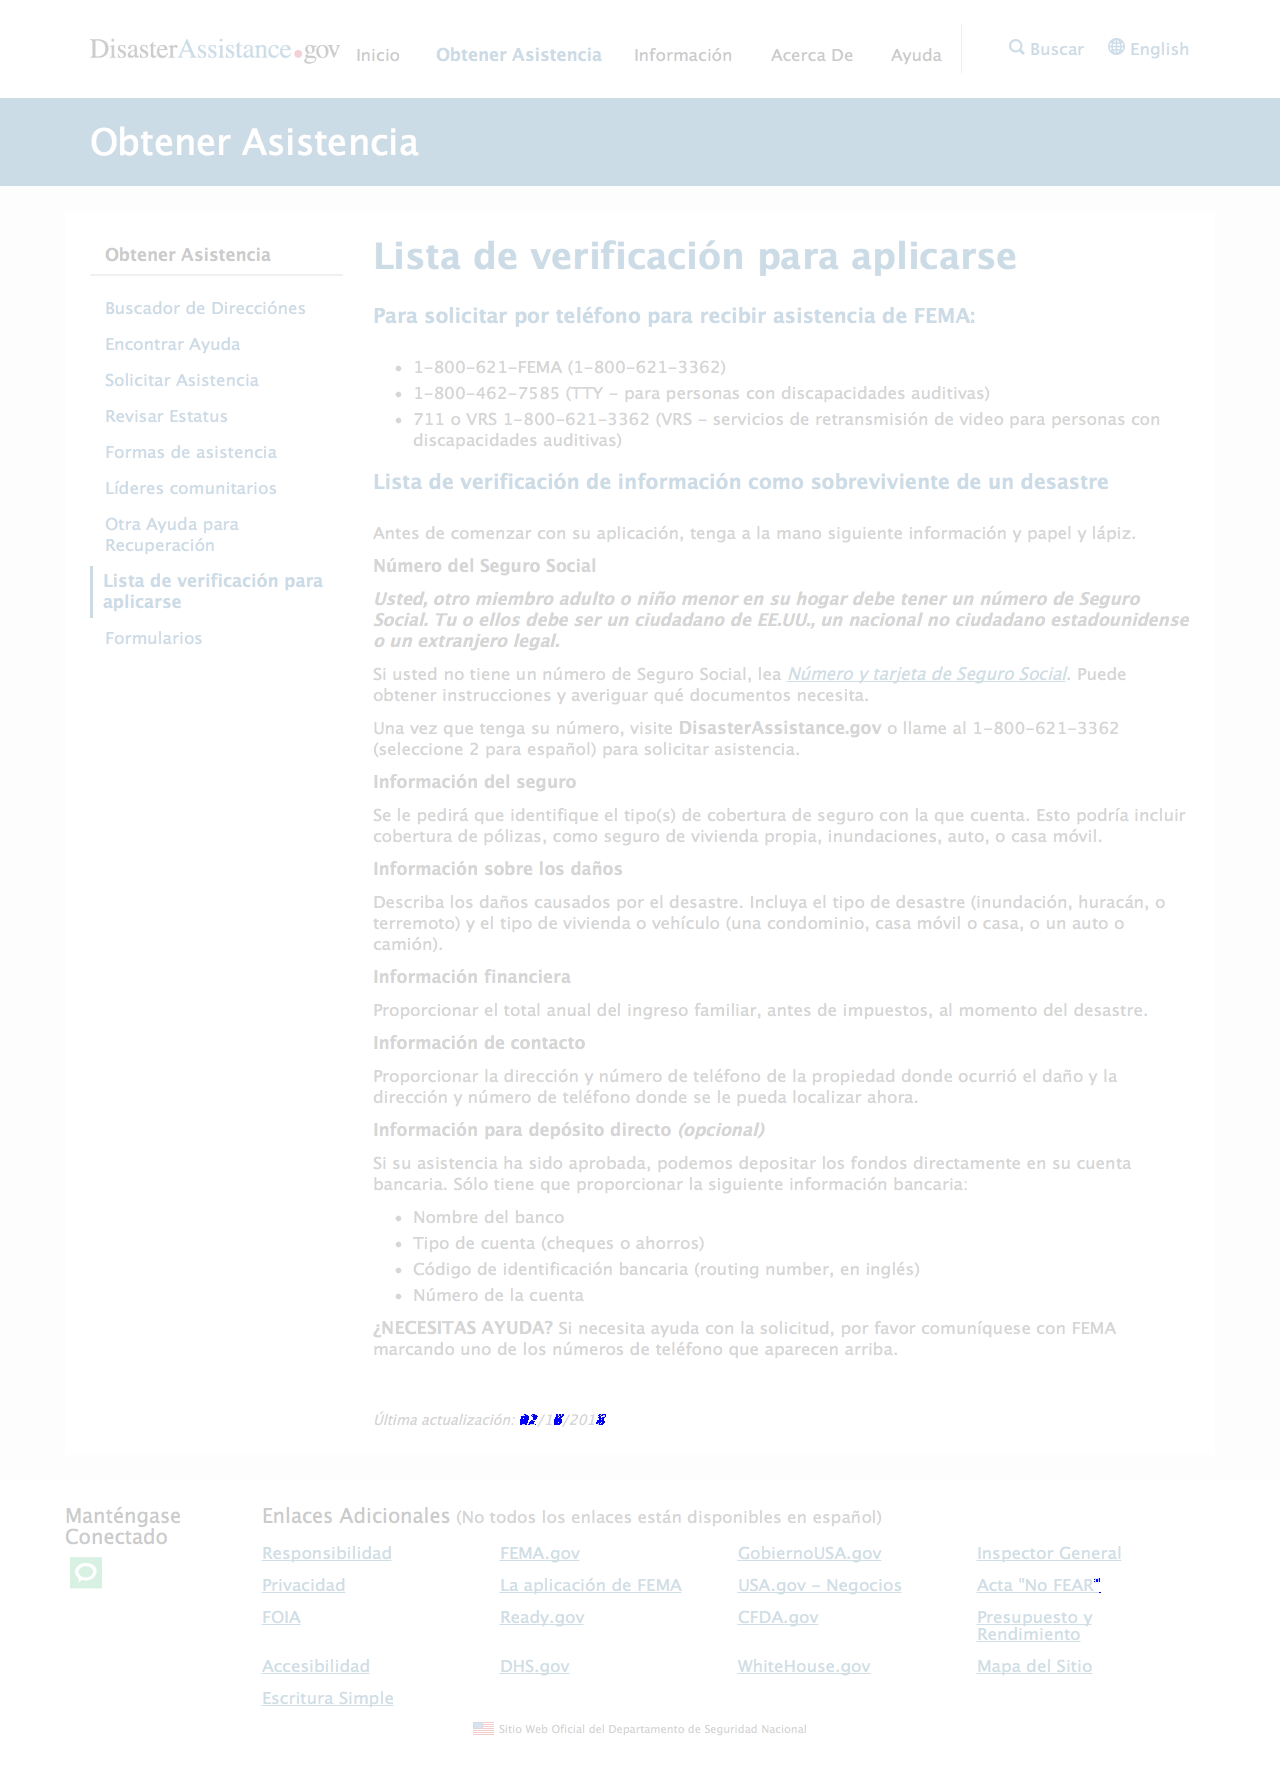 DisasterAssistance.gov
Inicio
Obtener Asistencia
Información
Acerca De
Ayuda
Buscar
English
Obtener Asistencia
Obtener Asistencia
Buscador de Direcciónes
Encontrar Ayuda
Solicitar Asistencia
Revisar Estatus
Formas de asistencia
Líderes comunitarios
Otra Ayuda para
Recuperación
Lista de verificación para
aplicarse
Formularios
Lista de verificación para aplicarse
Para solicitar por teléfono para recibir asistencia de FEMA:
• 1-800-621-FEMA (1-800-621-3362)
• 1-800-462-7585 (TTY - para personas con discapacidades auditivas)
• 711 o VRS 1-800-621-3362 (VRS - servicios de retransmisión de video para personas con
discapacidades auditivas)
Lista de verificación de información como sobreviviente de un desastre
Antes de comenzar con su aplicación, tenga a la mano siguiente información y papel y lápiz.
Número del Seguro Social
Usted, otro miembro adulto o niño menor en su hogar debe tener un número de Seguro
Social. Tu o ellos debe ser un ciudadano de EE.UU., un nacional no ciudadano estadounidense
o un extranjero legal.
Si usted no tiene un número de Seguro Social, lea Número y tarjeta de Seguro Social. Puede
obtener instrucciones y averiguar qué documentos necesita.
Una vez que tenga su número, visite DisasterAssistance.gov o llame al 1-800-621-3362
(seleccione 2 para español) para solicitar asistencia.
Información del seguro
Se le pedirá que identifique el tipo(s) de cobertura de seguro con la que cuenta. Esto podría incluir
cobertura de pólizas, como seguro de vivienda propia, inundaciones, auto, o casa móvil.
Información sobre los daños
Describa los daños causados por el desastre. Incluya el tipo de desastre (inundación, huracán, o
terremoto) y el tipo de vivienda o vehículo (una condominio, casa móvil o casa, o un auto o
camión).
Información financiera
Proporcionar el total anual del ingreso familiar, antes de impuestos, al momento del desastre.
Información de contacto
Proporcionar la dirección y número de teléfono de la propiedad donde ocurrió el daño y la
dirección y número de teléfono donde se le pueda localizar ahora.
Información para depósito directo (opcional)
Si su asistencia ha sido aprobada, podemos depositar los fondos directamente en su cuenta
bancaria. Sólo tiene que proporcionar la siguiente información bancaria:
• Nombre del banco
• Tipo de cuenta (cheques o ahorros)
• Código de identificación bancaria (routing number, en inglés)
• Número de la cuenta
¿NECESITAS AYUDA? Si necesita ayuda con la solicitud, por favor comuníquese con FEMA
marcando uno de los números de teléfono que aparecen arriba.
Última actualización:
Manténgase
Conectado
Enlaces Adicionales (No todos los enlaces están disponibles en español)
Responsibilidad
FEMA.gov
GobiernoUSA.gov
Inspector General
Privacidad
La aplicación de FEMA
USA.gov - Negocios
Acta "No FEAR"
FOIA
Ready.gov
CFDA.gov
Presupuesto y
Rendimiento
Accesibilidad
DHS.gov
WhiteHouse.gov
Mapa del Sitio
Escritura Simple
Sitio Web Oficial del Departamento de Seguridad Nacional